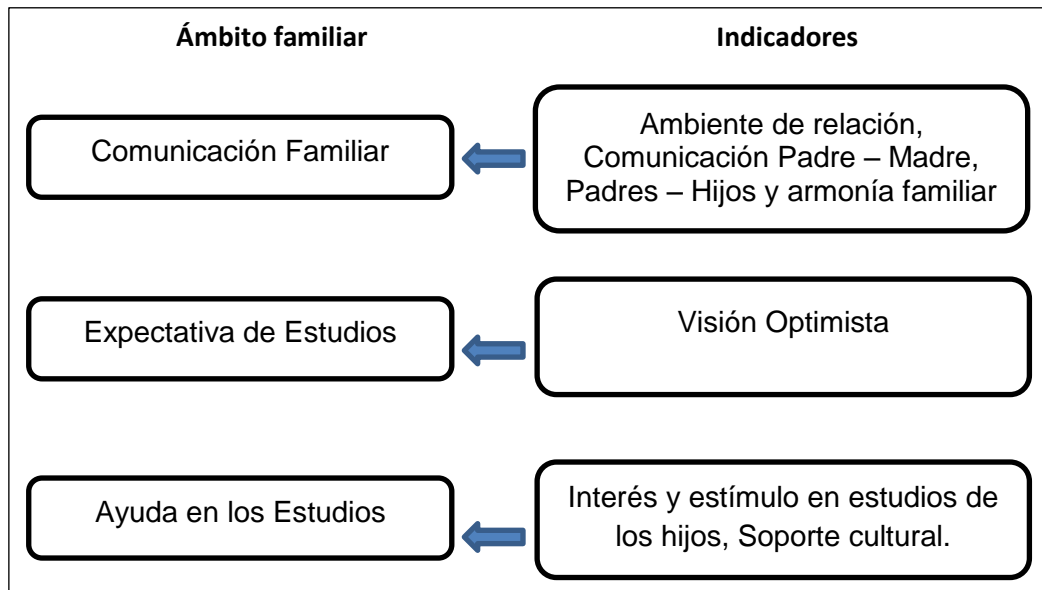 Ámbito familiar
Indicadores
Comunicación Familiar
Ambiente de relación,
Comunicación Padre – Madre,
Padres – Hijos y armonía familiar
Expectativa de Estudios
Visión Optimista
Ayuda en los Estudios
Interés y estímulo en estudios de
los hijos, Soporte cultural.